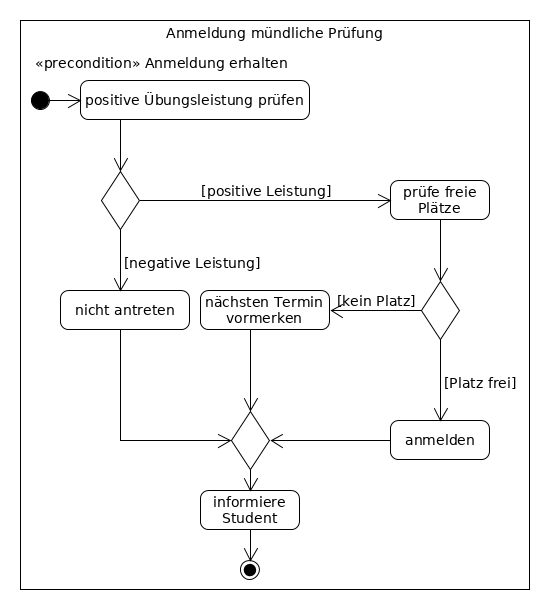 Anmeldung mündliche Prüfung
«precondition» Anmeldung erhalten
positive Übungsleistung prüfen
[positive Leistung]
prüfe freie
Plätze
[negative Leistung]
nicht antreten
nächsten Termin
vormerken
[kein Platz]
[Platz frei]
anmelden
informiere
Student